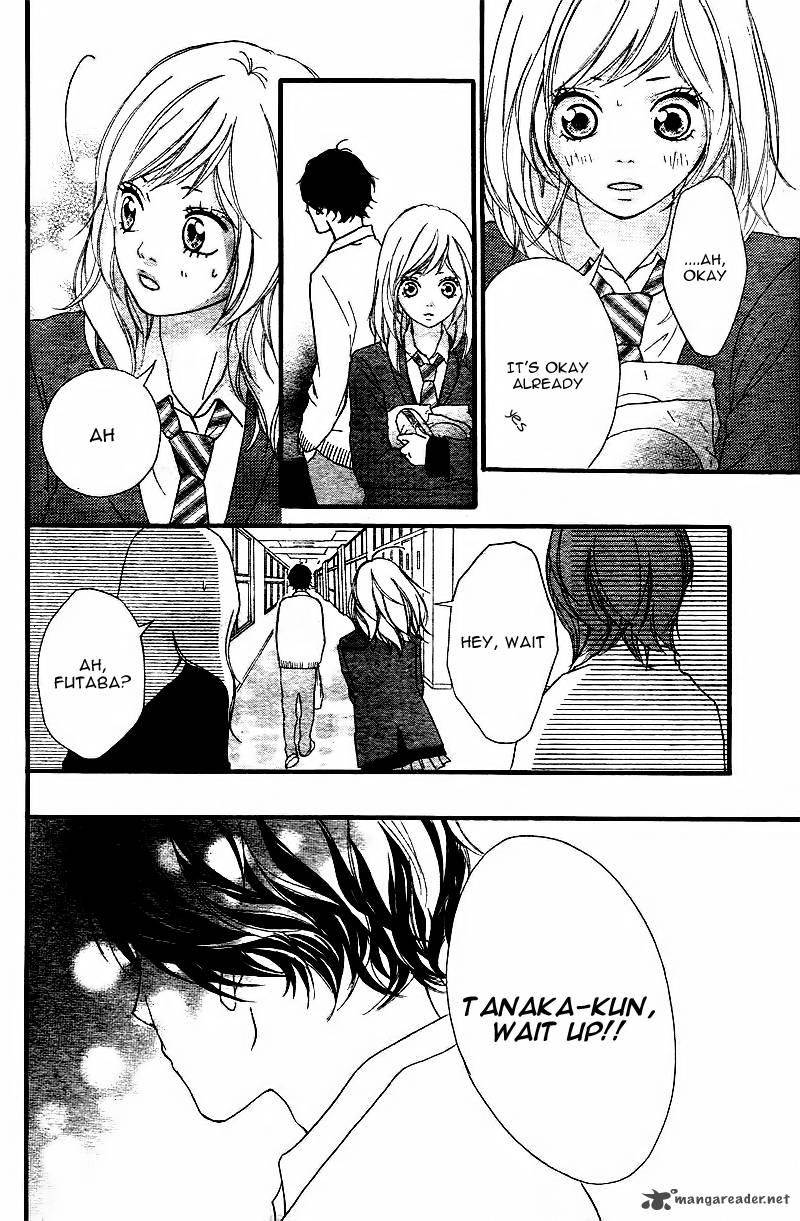 ....AH,
OKAY
IT'S OKAY
ALREADY
yes
AH
HEY, WAIT
AH,
FUTABA?
TANAKA-KUN,
WAIT UP!!
mangareader.net